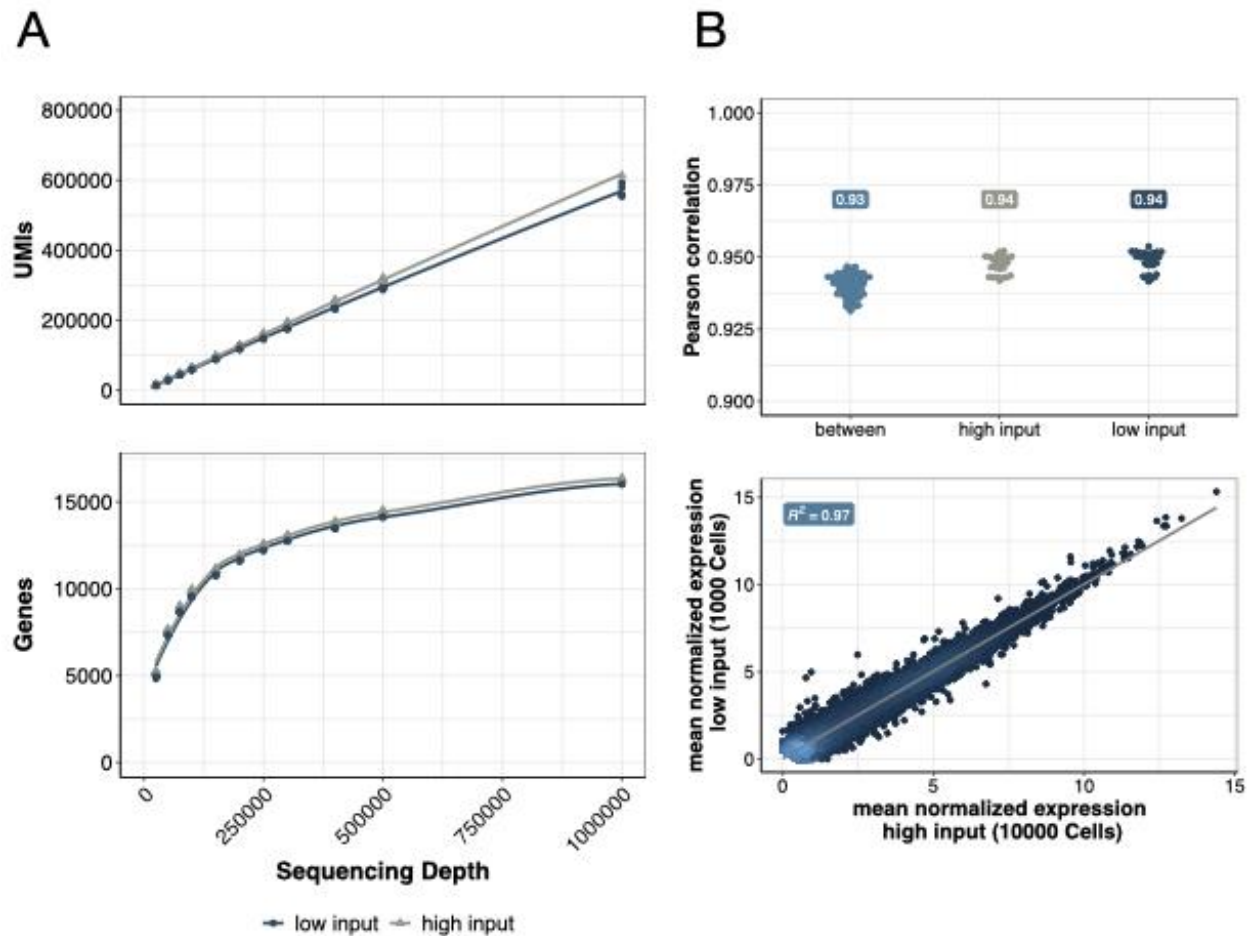 A
800000
600000
400000
200000
0
UMIs
15000
10000
5000
0
Genes
0
250000
500000
750000
1000000
Sequencing Depth
low input
high input
B
1.000
0.975
0.950
0.925
0.900
Pearson correlation
0.93
0.94
0.94
between
high input
low input
15
10
5
0
mean normalized expression
low input (1000 Cells)
R² = 0.97
0
5
10
15
mean normalized expression
high input (10000 Cells)